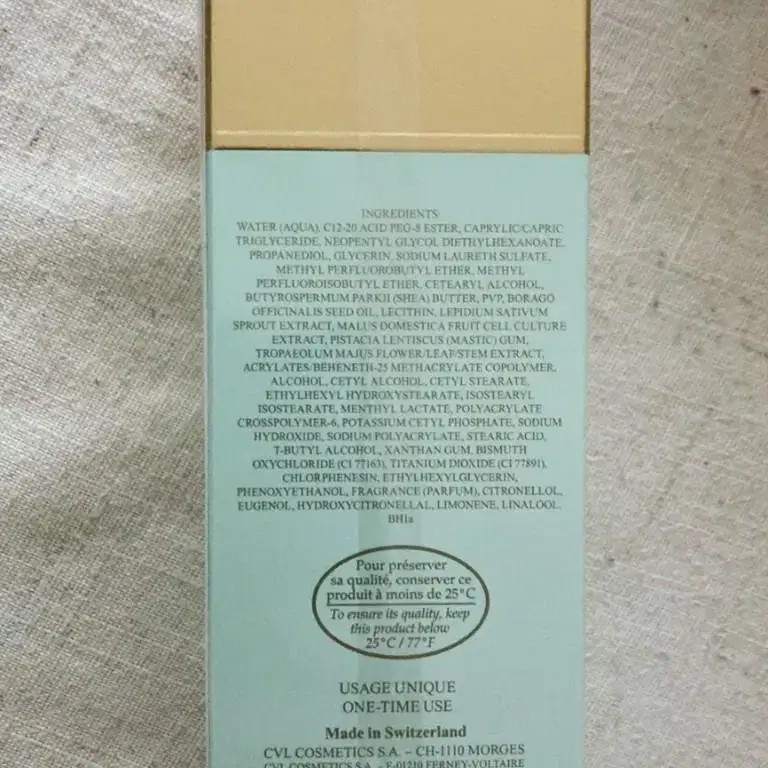 INGREDIENTS:
WATER (AQUA), C12-20 ACID PEG-8 ESTER, CAPRYLIC/CAPRIC
TRIGLYCERIDE, NEOPENTYL GLYCOL DIETHYLHEXANOATE,
PROPANEDIOL, GLYCERIN, SODIUM LAURETH SULFATE,
METHYL PERFLUOROBUTYL ETHER, METHYL
PERFLUOROISOBUTYL ETHER, CETEARYL ALCOHOL,
BUTYROSPERMUM PARKII (SHEA) BUTTER, PVP, BORAGO
OFFICINALIS SEED OIL, LECITHIN, LEPIDIUM SATIVUM
SPROUT EXTRACT, MALUS DOMESTICA FRUIT CELL CULTURE
EXTRACT, PISTACIA LENTISCUS (MASTIC) GUM,
TROPAEOLUM MAJUS FLOWER/LEAF/STEM EXTRACT,
ACRYLATES/BEHENETH-25 METHACRYLATE COPOLYMER,
ALCOHOL, CETYL ALCOHOL, CETYL STEARATE,
ETHYLHEXYL HYDROXYSTEARATE, ISOSTEARYL
ISOSTEARATE, MENTHYL LACTATE, POLYACRYLATE
CROSSPOLYMER-6, POTASSIUM CETYL PHOSPHATE, SODIUM
HYDROXIDE, SODIUM POLYACRYLATE, STEARIC ACID,
T-BUTYL ALCOHOL, XANTHAN GUM, BISMUTH
OXYCHLORIDE (CI 77163), TITANIUM DIOXIDE (CI 77891),
CHLORPHENESIN, ETHYLHEXYLGLYCERIN,
PHENOXYETHANOL, FRAGRANCE (PARFUM), CITRONELLOL,
EUGENOL, HYDROXYCITRONELLAL, LIMONENE, LINALOOL.
BH1a
Pour préserver
sa qualité, conserver ce
produit à moins de 25°C
To ensure its quality, keep
this product below
25°C / 77°F
USAGE UNIQUE
ONE-TIME USE
Made in Switzerland
CVL COSMETICS S.A. – CH-1110 MORGES
CVL COSMETICS S.A. – F-01210 FERNEY-VOLTAIRE